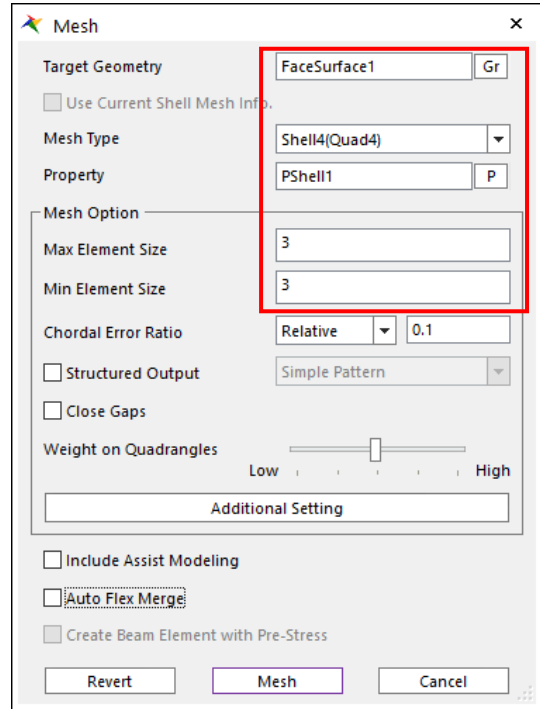 Mesh
Target Geometry FaceSurface1 Gr
Use Current Shell Mesh Info.
Mesh Type Shell4(Quad4)
Property PShell1 P
Mesh Option
Max Element Size 3
Min Element Size 3
Chordal Error Ratio Relative 0.1
Structured Output Simple Pattern
Close Gaps
Weight on Quadrangles
Low High
Additional Setting
Include Assist Modeling
Auto Flex Merge
Create Beam Element with Pre-Stress
Revert Mesh Cancel